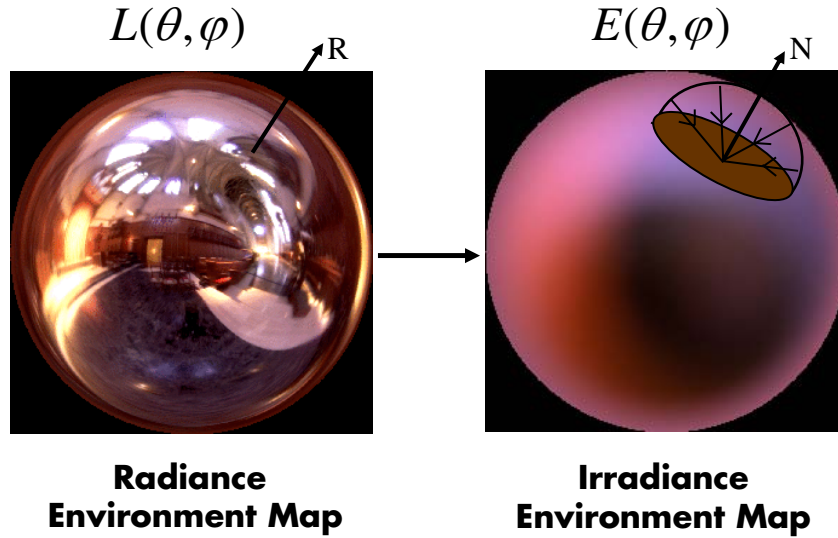 L(θ,φ)
E(θ,φ)
R
N
Radiance
Environment Map
Irradiance
Environment Map